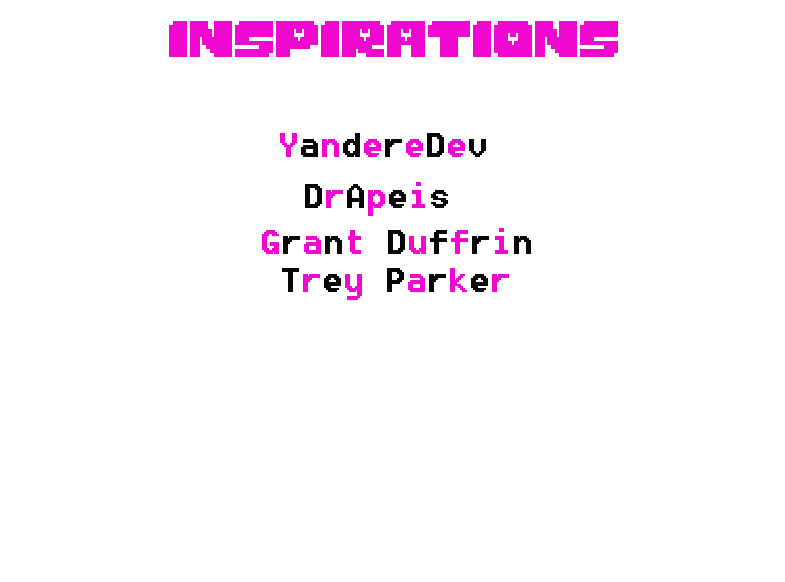 INSPIRATIONS
YandereDev
DrApeis
Grant Duffrin
Trey Parker